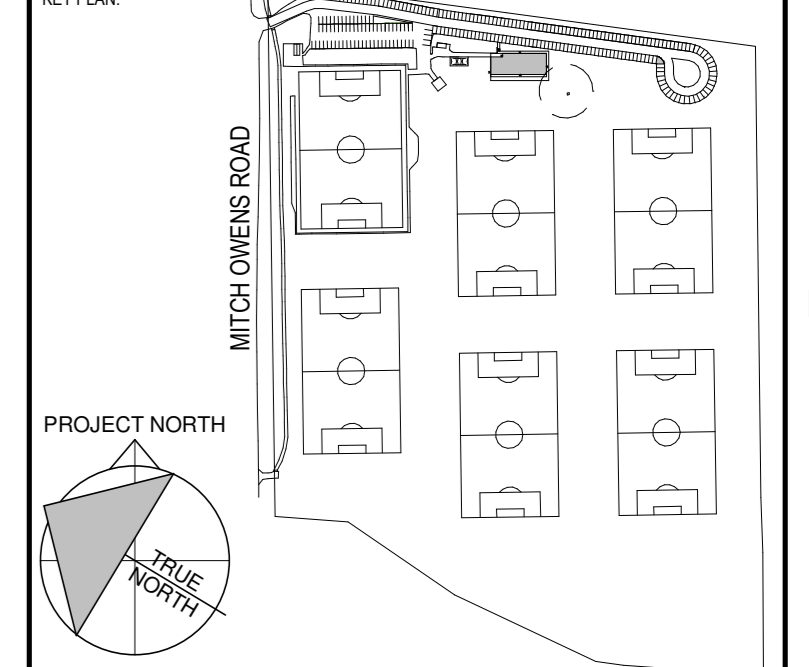 KEY PLAN:
MITCH OWENS ROAD
PROJECT NORTH
TRUE
NORTH